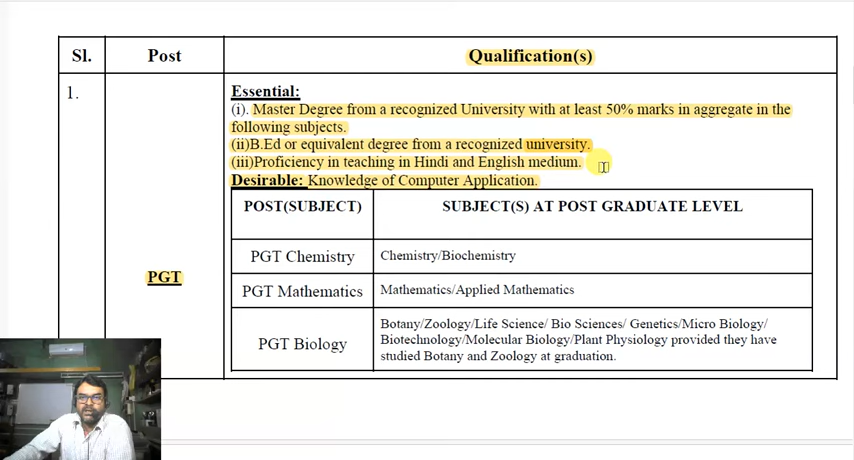 Sl. Post Qualification(s)
1. Essential:
(i). Master Degree from a recognized University with at least 50% marks in aggregate in the
following subjects.
(ii)B.Ed or equivalent degree from a recognized university.
(iii)Proficiency in teaching in Hindi and English medium.
Desirable: Knowledge of Computer Application.
POST(SUBJECT) SUBJECT(S) AT POST GRADUATE LEVEL
PGT Chemistry Chemistry/Biochemistry
PGT
PGT Mathematics Mathematics/Applied Mathematics
PGT Biology
Botany/Zoology/Life Science/ Bio Sciences/ Genetics/Micro Biology/
Biotechnology/Molecular Biology/Plant Physiology provided they have
studied Botany and Zoology at graduation.